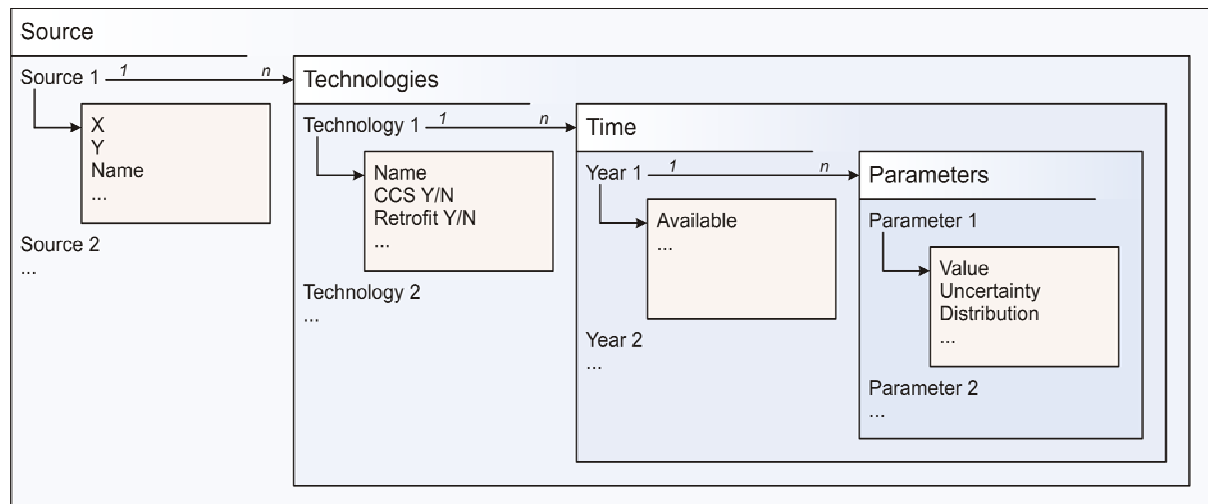 Source
Source 1
1
n
X
Y
Name
...
Source 2
...
Technologies
Technology 1
1
n
Name
CCS Y/N
Retrofit Y/N
...
Technology 2
...
Time
Year 1
1
n
Available
...
Year 2
...
Parameters
Parameter 1
Value
Uncertainty
Distribution
...
Parameter 2
...